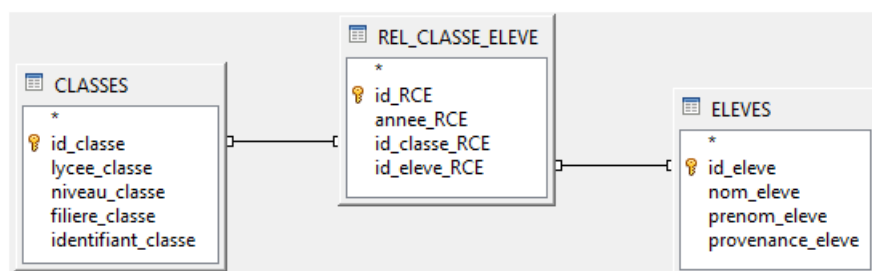 CLASSES
*
id_classe
lycee_classe
niveau_classe
filiere_classe
identifiant_classe
REL_CLASSE_ELEVE
*
id_RCE
annee_RCE
id_classe_RCE
id_eleve_RCE
ELEVES
*
id_eleve
nom_eleve
prenom_eleve
provenance_eleve